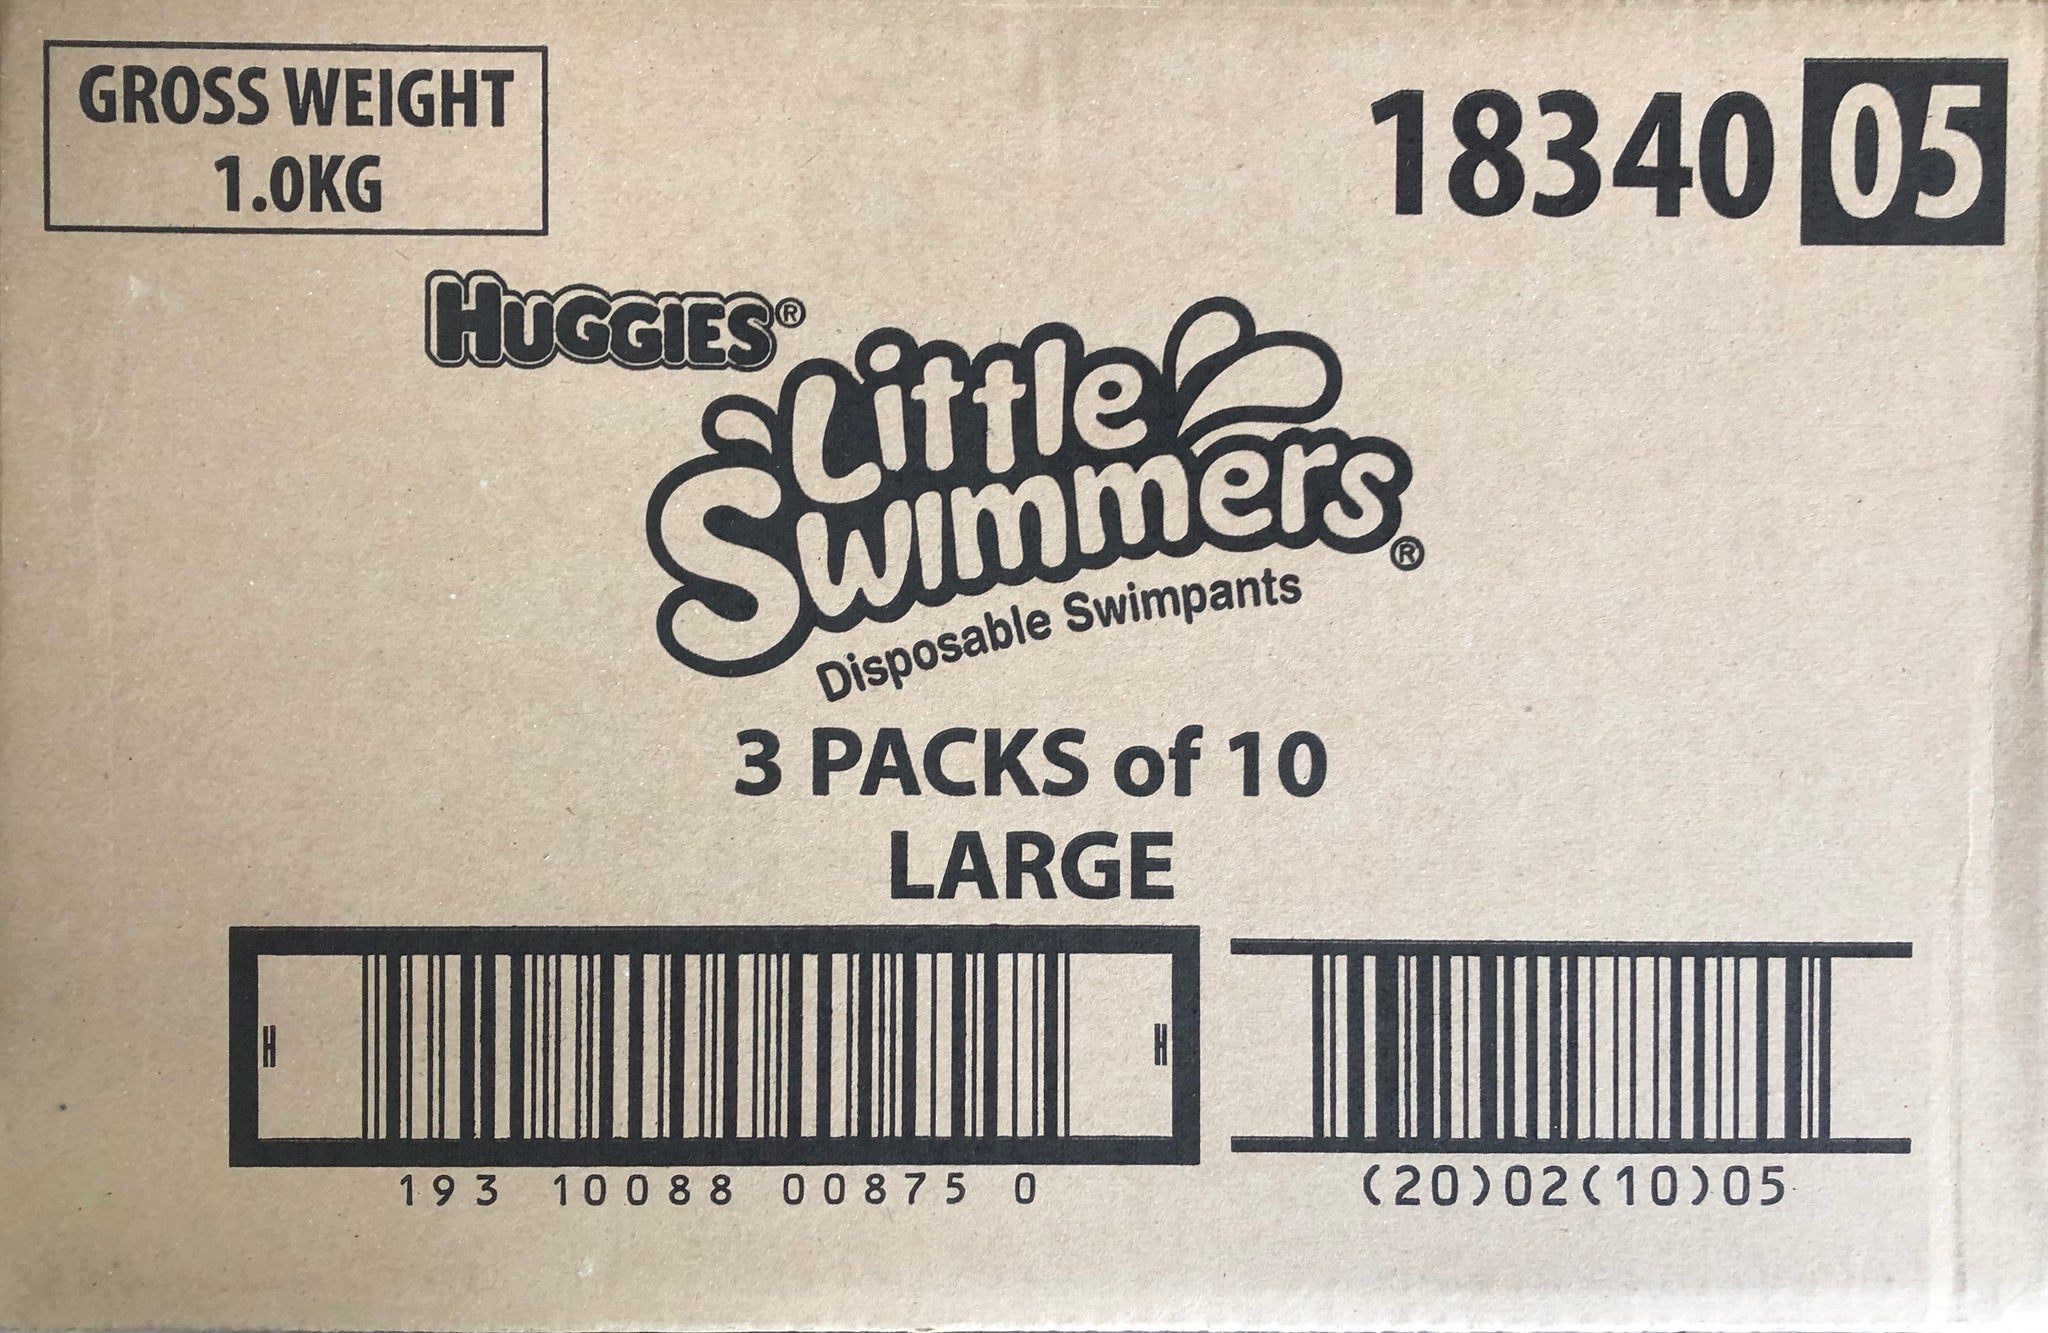 GROSS WEIGHT
1.0KG
18340 05
HUGGIES®
Little
Swimmers®
Disposable Swimpants
3 PACKS of 10
LARGE
H H
193 10088 00875 0
(20)02(10)05